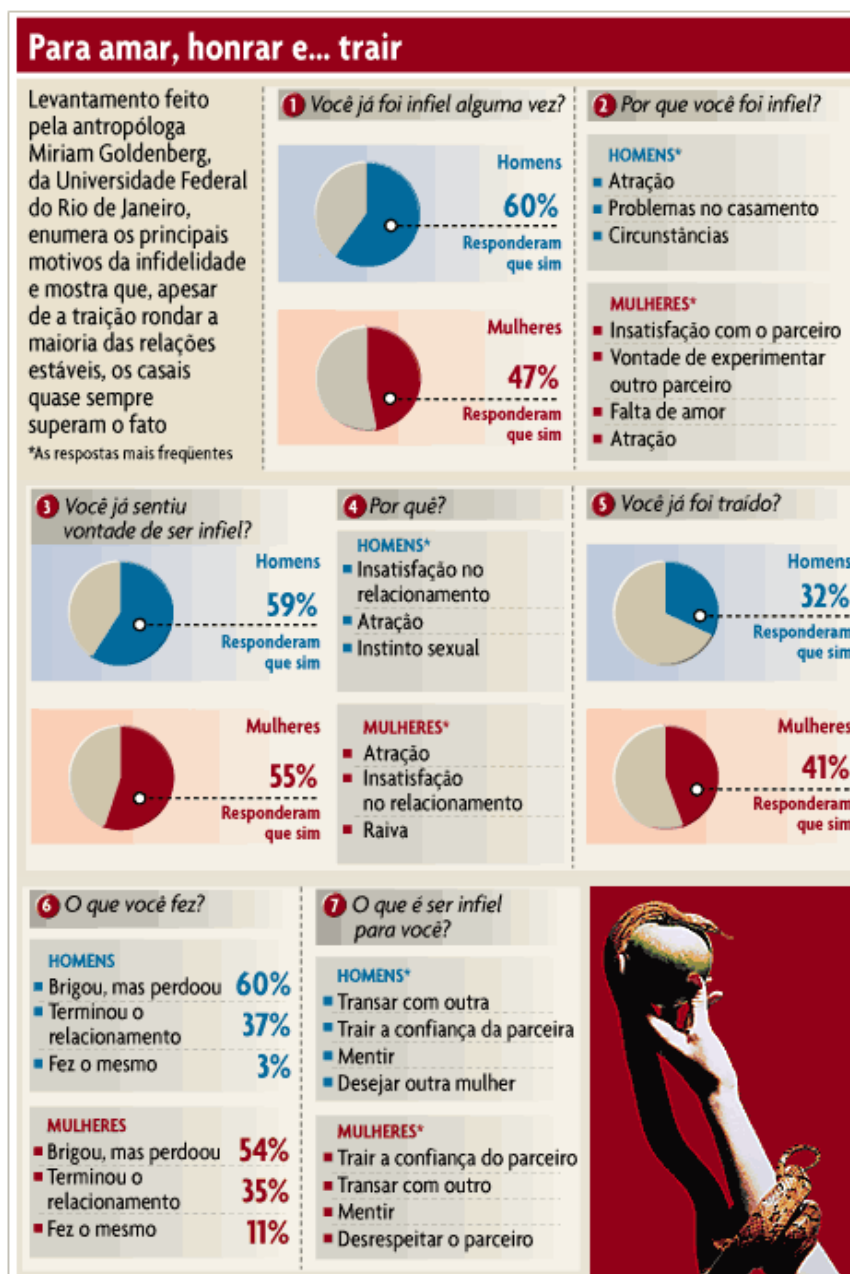 Para amar, honrar e... trair
Levantamento feito
pela antropóloga
Miriam Goldenberg,
da Universidade Federal
do Rio de Janeiro,
enumera os principais
motivos da infidelidade
e mostra que, apesar
de a traição rondar a
maioria das relações
estáveis, os casais
quase sempre
superam o fato
*As respostas mais freqüentes
1 Você já foi infiel alguma vez?
Homens
60%
Responderam
que sim
Mulheres
47%
Responderam
que sim
2 Por que você foi infiel?
HOMENS*
Atração
Problemas no casamento
Circunstâncias
MULHERES*
Insatisfação com o parceiro
Vontade de experimentar
outro parceiro
Falta de amor
Atração
3 Você já sentiu
vontade de ser infiel?
Homens
59%
Responderam
que sim
Mulheres
55%
Responderam
que sim
4 Por quê?
HOMENS*
Insatisfação no
relacionamento
Atração
Instinto sexual
MULHERES*
Atração
Insatisfação
no relacionamento
Raiva
5 Você já foi traído?
Homens
32%
Responderam
que sim
Mulheres
41%
Responderam
que sim
6 O que você fez?
HOMENS
Brigou, mas perdoou 60%
Terminou o
relacionamento 37%
Fez o mesmo 3%
MULHERES
Brigou, mas perdoou 54%
Terminou o
relacionamento 35%
Fez o mesmo 11%
7 O que é ser infiel
para você?
HOMENS*
Transar com outra
Trair a confiança da parceira
Mentir
Desejar outra mulher
MULHERES*
Trair a confiança do parceiro
Transar com outro
Mentir
Desrespeitar o parceiro